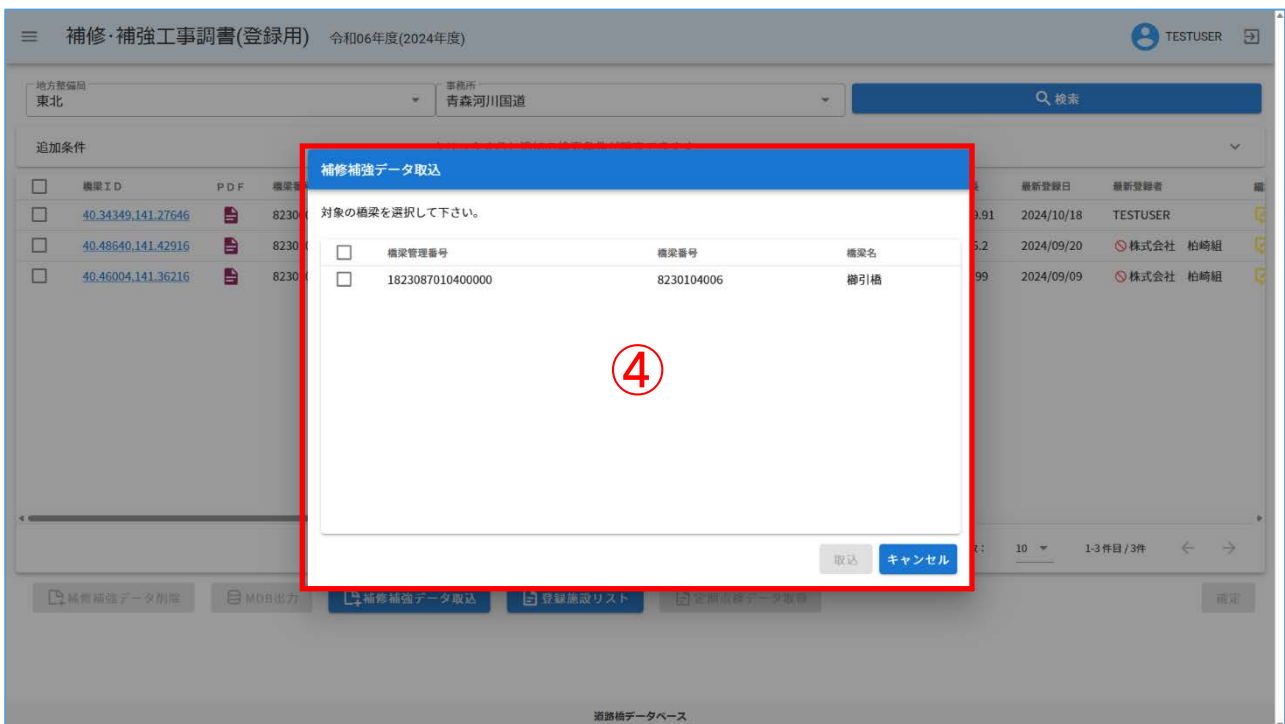 補修・補強工事調書(登録用) 令和06年度(2024年度) TESTUSER
地方整備局 事務所
東北 青森河川国道 検索
追加条件
橋梁ID PDF 最新登録日 最新登録者
40.34349,141.27646 9.91 2024/10/18 TESTUSER
40.48640,141.42916 2024/09/20 株式会社 柏崎組
40.46004,141.36216 2024/09/09 株式会社 柏崎組
補修補強データ取込
対象の橋梁を選択して下さい。
橋梁管理番号 橋梁番号 橋梁名
1823087010400000 8230104006 櫛引橋
④
取込 キャンセル
10 1-3件目/3件
補修補強データ削除 MDB出力 補修補強データ取込 登録施設リスト 確定
道路橋データベース